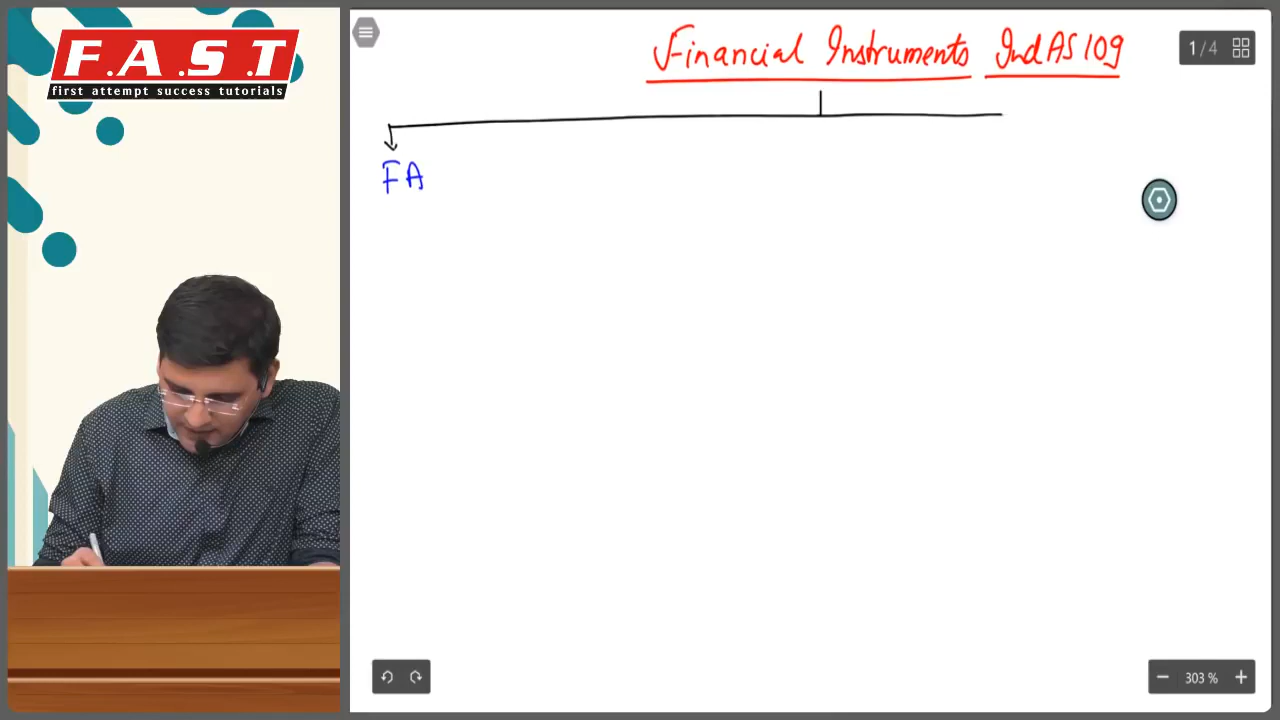 F.A.S.T
first attempt success tutorials
Financial Instruments Ind AS 109
1/4
FA
303 %